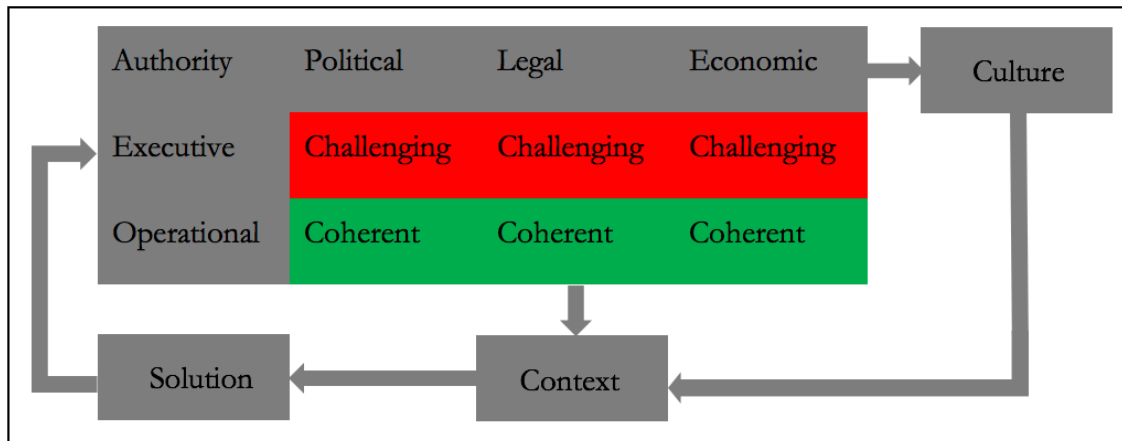 Authority Political Legal Economic
Culture
Executive Challenging Challenging Challenging
Operational Coherent Coherent Coherent
Solution
Context